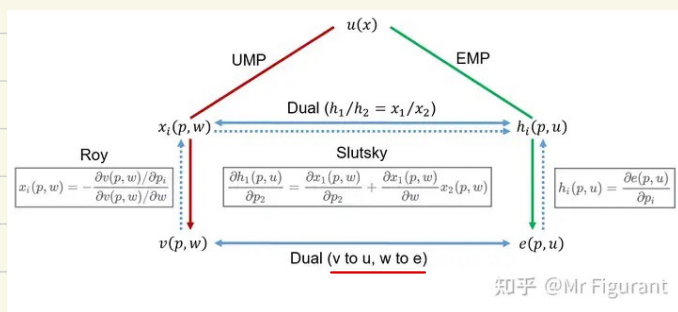 u(x)
UMP
EMP
Dual (h₁/h₂ = x₁/x₂)
xᵢ(p,w)
hᵢ(p,u)
Roy
Slutsky
xᵢ(p,w) = -∂v(p,w)/∂pᵢ / ∂v(p,w)/∂w
∂h₁(p,u)/∂p₂ = ∂x₁(p,w)/∂p₂ + ∂x₁(p,w)/∂w x₂(p,w)
hᵢ(p,u) = ∂e(p,u)/∂pᵢ
v(p,w)
e(p,u)
Dual (v to u, w to e)
知乎 @Mr Figurant